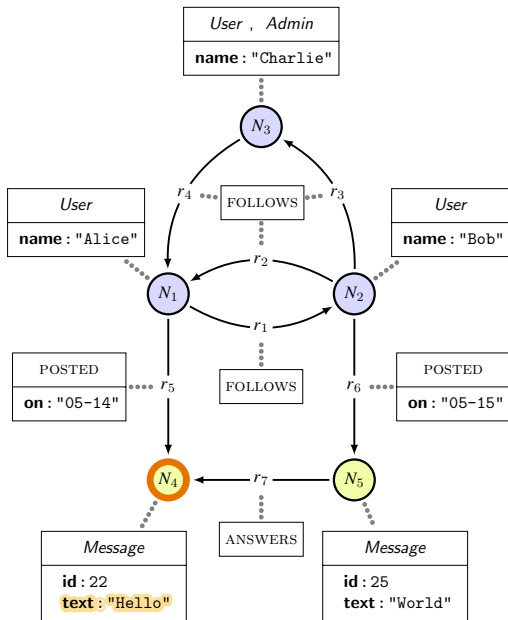 User , Admin
name : "Charlie"
N3
r4
FOLLOWS
r3
User
name : "Alice"
User
name : "Bob"
r2
N1
N2
r1
POSTED
on : "05-14"
r5
FOLLOWS
r6
POSTED
on : "05-15"
N4
r7
N5
Message
id : 22
text : "Hello"
ANSWERS
Message
id : 25
text : "World"